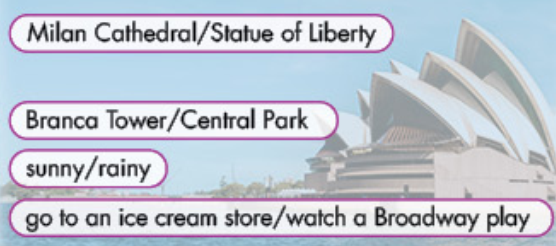 Milan Cathedral/Statue of Liberty
Branca Tower/Central Park
sunny/rainy
go to an ice cream store/watch a Broadway play